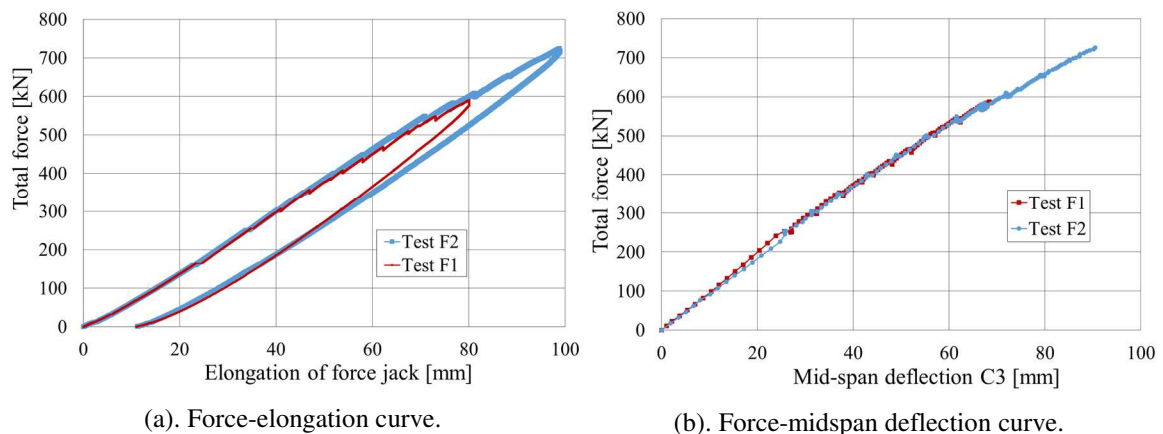 800
700
600
500
400
300
200
100
0
Total force [kN]
Test F2
Test F1
0 20 40 60 80 100
Elongation of force jack [mm]
(a). Force-elongation curve.
800
700
600
500
400
300
200
100
0
Total force [kN]
Test F1
Test F2
0 20 40 60 80 100
Mid-span deflection C3 [mm]
(b). Force-midspan deflection curve.